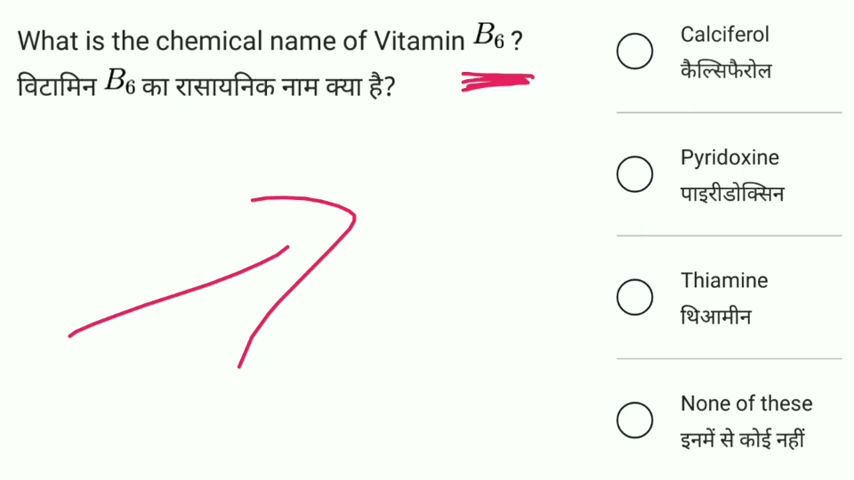 What is the chemical name of Vitamin B₆ ?
विटामिन B₆ का रासायनिक नाम क्या है?
Calciferol
कैल्सिफैरोल
Pyridoxine
पाइरीडोक्सिन
Thiamine
थिआमीन
None of these
इनमें से कोई नहीं